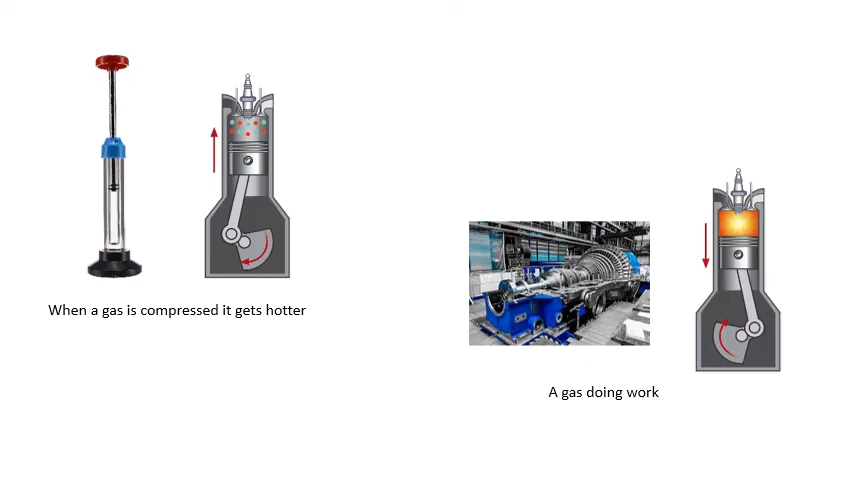 When a gas is compressed it gets hotter
A gas doing work